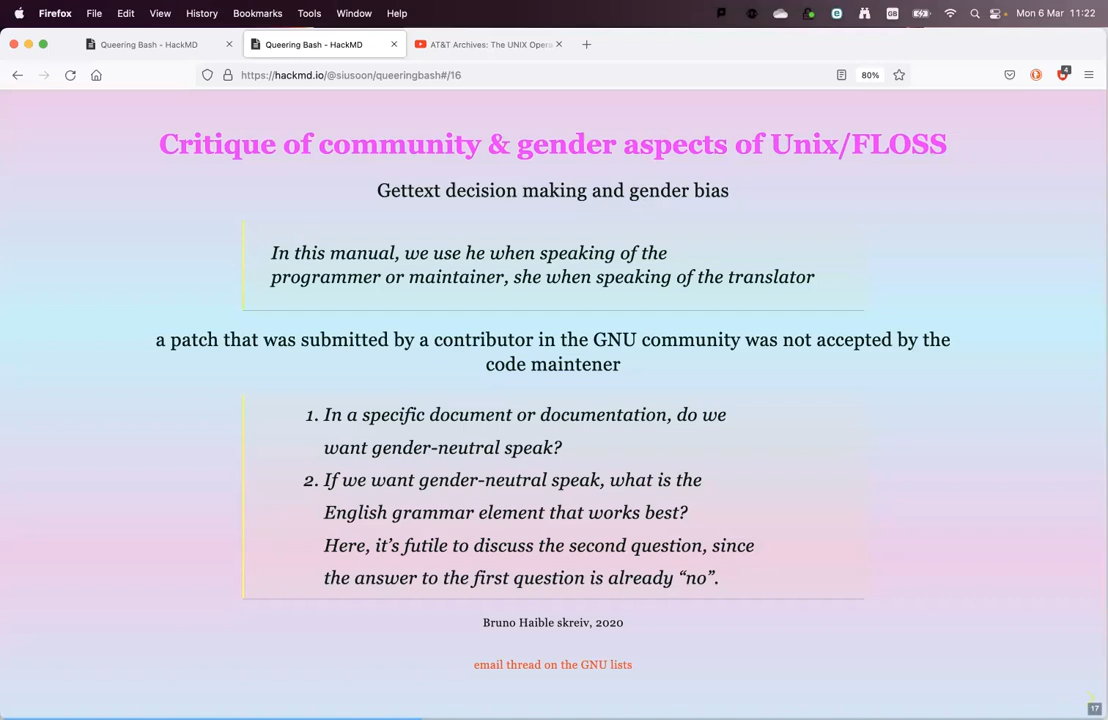 Firefox File Edit View History Bookmarks Tools Window Help GB Mon 6 Mar 11:22
Queering Bash - HackMD Queering Bash - HackMD AT&T Archives: The UNIX Oper
https://hackmd.io/@siusoon/queeringbash#/16 80% 4
Critique of community & gender aspects of Unix/FLOSS
Gettext decision making and gender bias
In this manual, we use he when speaking of the
programmer or maintainer, she when speaking of the translator
a patch that was submitted by a contributor in the GNU community was not accepted by the
code maintener
1. In a specific document or documentation, do we
want gender-neutral speak?
2. If we want gender-neutral speak, what is the
English grammar element that works best?
Here, it's futile to discuss the second question, since
the answer to the first question is already “no”.
Bruno Haible skreiv, 2020
email thread on the GNU lists
17